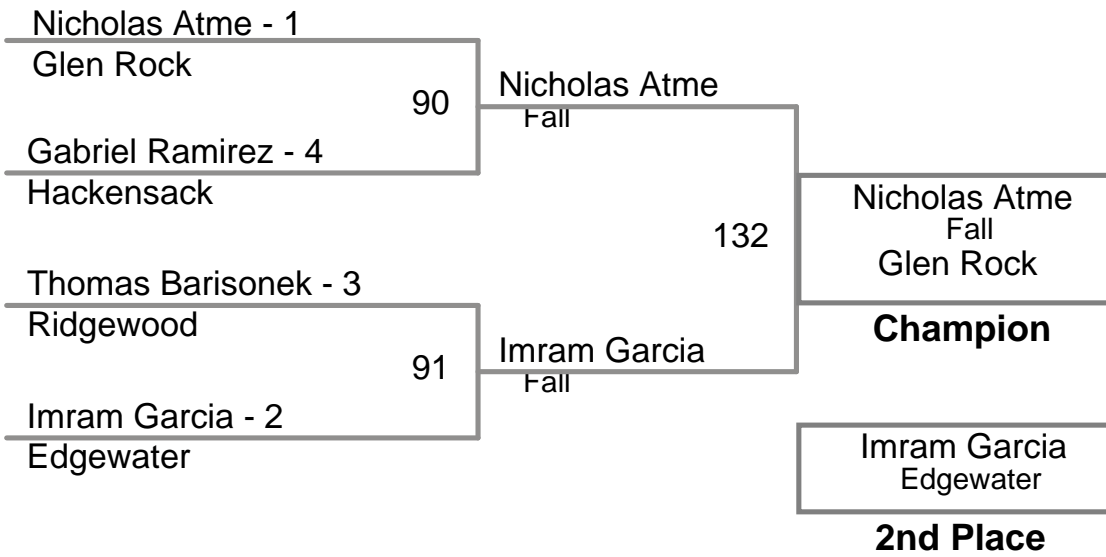 Nicholas Atme - 1
Glen Rock
90
Gabriel Ramirez - 4
Hackensack
Nicholas Atme
Fall
Thomas Barisonek - 3
Ridgewood
91
Imram Garcia - 2
Edgewater
Imram Garcia
Fall
132
Nicholas Atme
Fall
Glen Rock
Champion
Imram Garcia
Edgewater
2nd Place